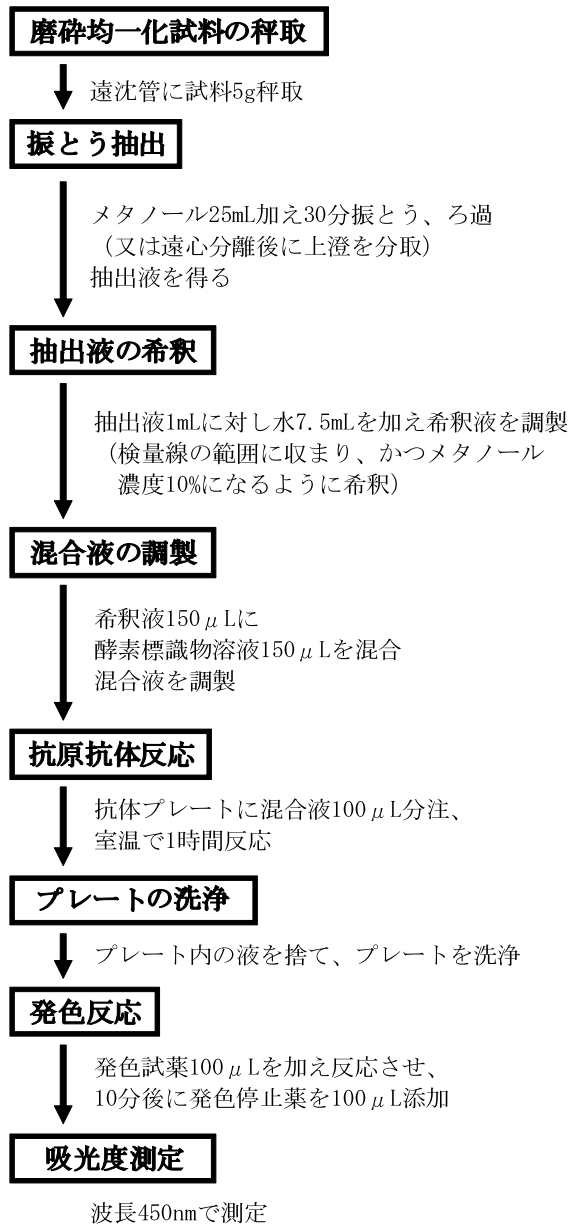 磨砕均一化試料の秤取
遠沈管に試料5g秤取
振とう抽出
メタノール25mL加え30分振とう、ろ過
（又は遠心分離後に上澄を分取）
抽出液を得る
抽出液の希釈
抽出液1mLに対し水7.5mLを加え希釈液を調製
（検量線の範囲に収まり、かつメタノール
濃度10%になるように希釈）
混合液の調製
希釈液150μLに
酵素標識物溶液150μLを混合
混合液を調製
抗原抗体反応
抗体プレートに混合液100μL分注、
室温で1時間反応
プレートの洗浄
プレート内の液を捨て、プレートを洗浄
発色反応
発色試薬100μLを加え反応させ、
10分後に発色停止薬を100μL添加
吸光度測定
波長450nmで測定